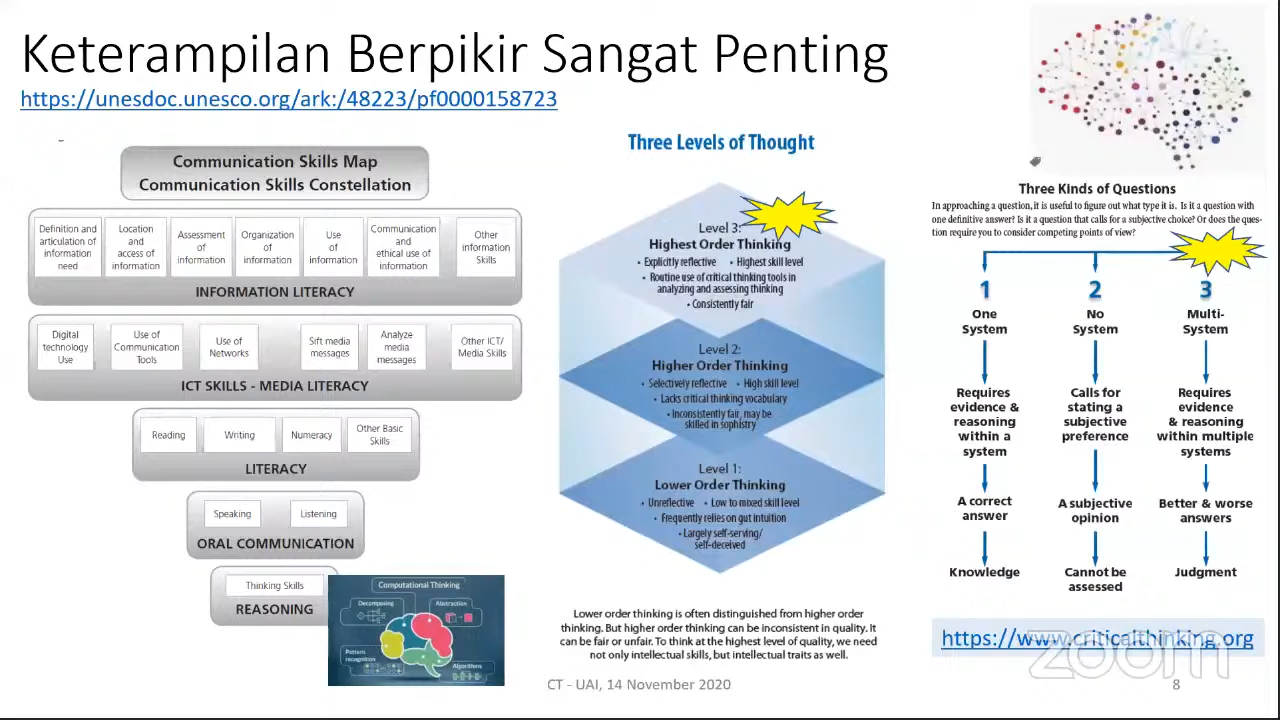 Keterampilan Berpikir Sangat Penting
https://unesdoc.unesco.org/ark:/48223/pf0000158723
Communication Skills Map
Communication Skills Constellation
Definition and
articulation of
information
need
Location
and
access of
information
Assessment
of
information
Organization
of
information
Use
of
information
Communication
and
ethical use of
information
Other
information
Skills
INFORMATION LITERACY
Digital
technology
Use
Use of
Communication
Tools
Use of
Networks
Sift media
messages
Analyze
media
messages
Other ICT/
Media Skills
ICT SKILLS - MEDIA LITERACY
Reading
Writing
Numeracy
Other Basic
Skills
LITERACY
Speaking
Listening
ORAL COMMUNICATION
Thinking Skills
REASONING
Computational Thinking
Decomposing
Abstraction
Pattern
recognition
Algorithms
Three Levels of Thought
Level 3:
Highest Order Thinking
• Explicitly reflective • Highest skill level
• Routine use of critical thinking tools in
analyzing and assessing thinking
• Consistently fair
Level 2:
Higher Order Thinking
• Selectively reflective • High skill level
• Lacks critical thinking vocabulary
• Inconsistently fair, may be
skilled in sophistry
Level 1:
Lower Order Thinking
• Unreflective • Low to mixed skill level
• Frequently relies on gut intuition
• Largely self-serving/
self-deceived
Lower order thinking is often distinguished from higher order
thinking. But higher order thinking can be inconsistent in quality. It
can be fair or unfair. To think at the highest level of quality, we need
not only intellectual skills, but intellectual traits as well.
Three Kinds of Questions
In approaching a question, it is useful to figure out what type it is. Is it a question with
one definitive answer? Is it a question that calls for a subjective choice? Or does the ques-
tion require you to consider competing points of view?
1
One
System
Requires
evidence &
reasoning
within a
system
A correct
answer
Knowledge
2
No
System
Calls for
stating a
subjective
preference
A subjective
opinion
Cannot be
assessed
3
Multi-
System
Requires
evidence
& reasoning
within multiple
systems
Better & worse
answers
Judgment
https://www.criticalthinking.org
zoom
CT - UAI, 14 November 2020
8